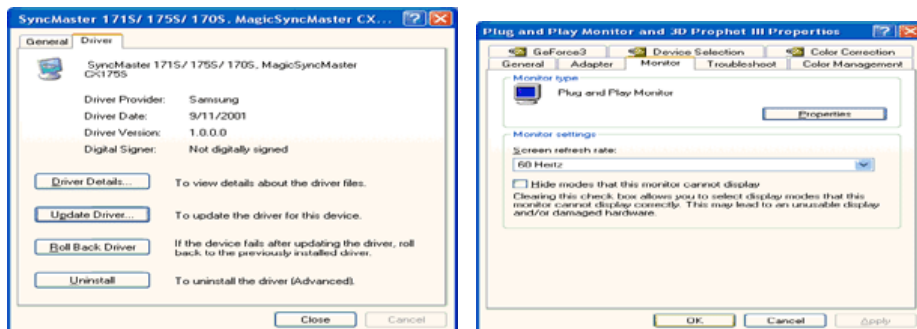 SyncMaster 171S/ 175S/ 170S, MagicSyncMaster CX...
General
Driver
SyncMaster 171S/ 175S/ 170S, MagicSyncMaster
CX175S
Driver Provider: Samsung
Driver Date: 9/11/2001
Driver Version: 1.0.0.0
Digital Signer: Not digitally signed
Driver Details... To view details about the driver files.
Update Driver... To update the driver for this device.
Roll Back Driver If the device fails after updating the driver, roll
back to the previously installed driver.
Uninstall To uninstall the driver (Advanced).
Close Cancel
Plug and Play Monitor and 3D Prophet III Properties
GeForce3 Device Selection Color Correction
General Adapter Monitor Troubleshoot Color Management
Monitor type
Plug and Play Monitor
Properties
Monitor settings
Screen refresh rate:
60 Hertz
Hide modes that this monitor cannot display
Clearing this check box allows you to select display modes that this
monitor cannot display correctly. This may lead to an unusable display
and/or damaged hardware.
OK Cancel Apply